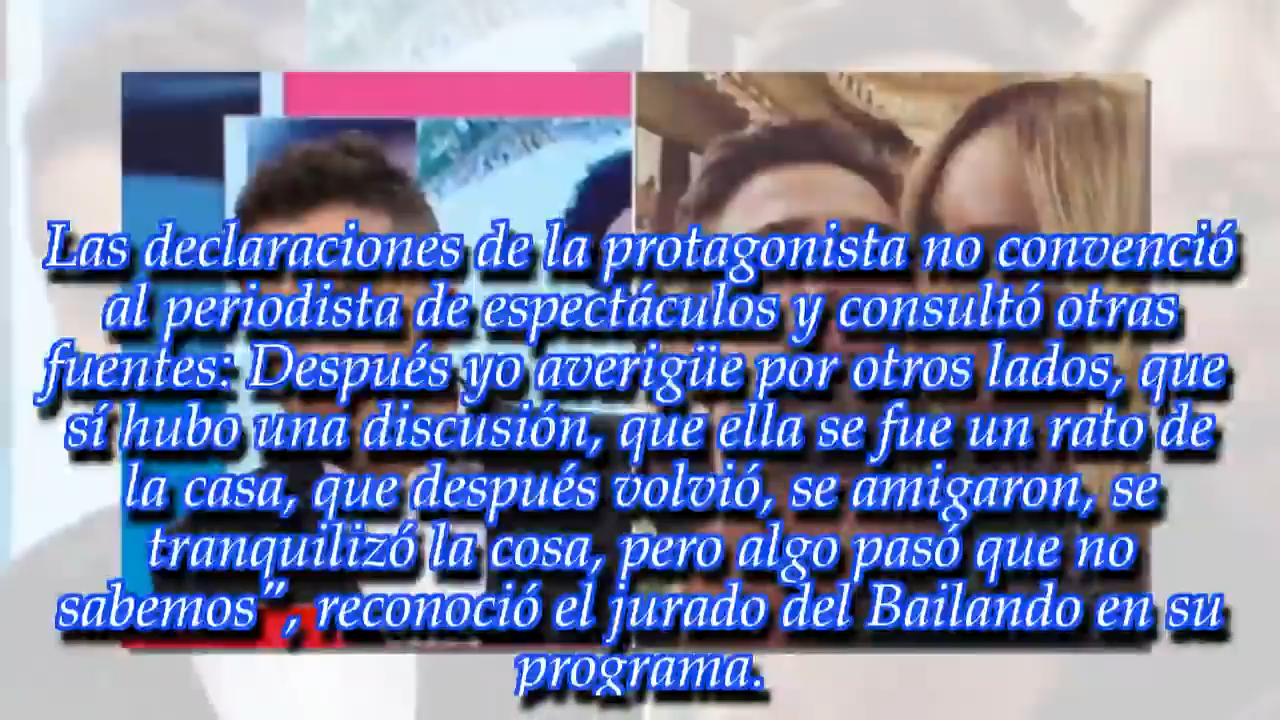 Las declaraciones de la protagonista no convenció
al periodista de espectáculos y consultó otras
fuentes: Después yo averigüe por otros lados, que
sí hubo una discusión, que ella se fue un rato de
la casa, que después volvió, se amigaron, se
tranquilizó la cosa, pero algo pasó que no
sabemos”, reconoció el jurado del Bailando en su
programa.